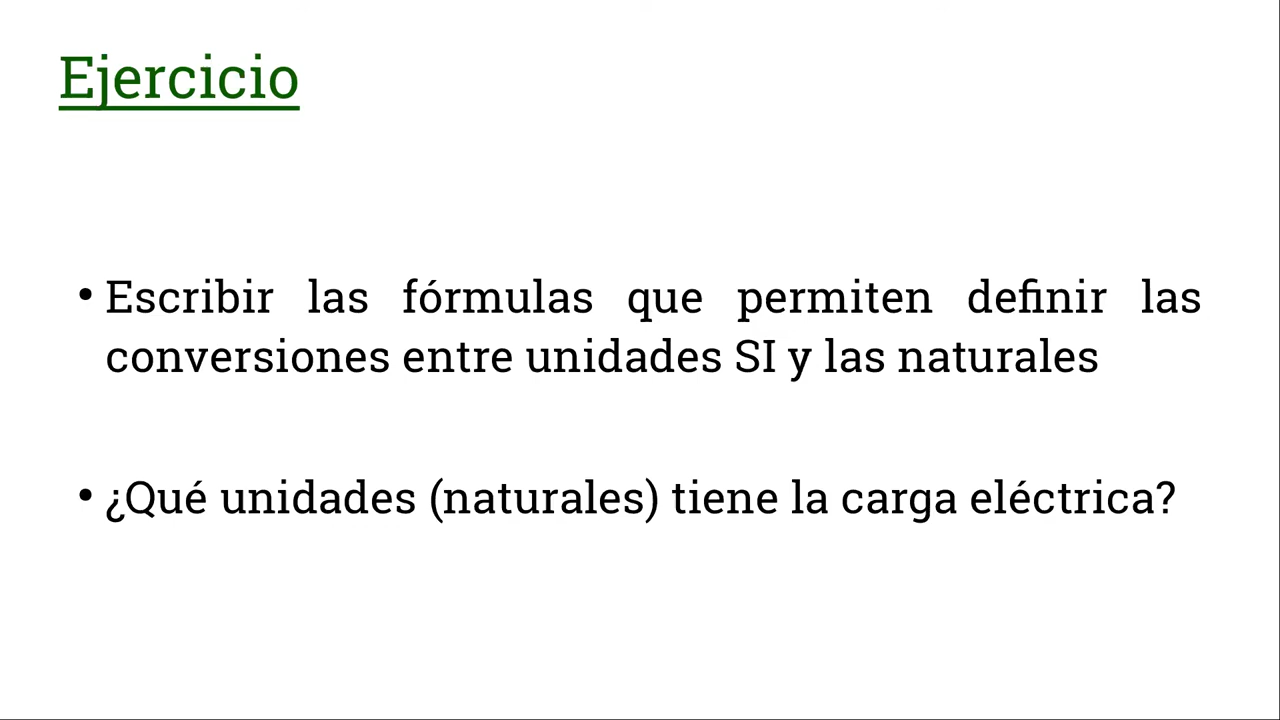 Ejercicio
• Escribir las fórmulas que permiten definir las
conversiones entre unidades SI y las naturales
• ¿Qué unidades (naturales) tiene la carga eléctrica?